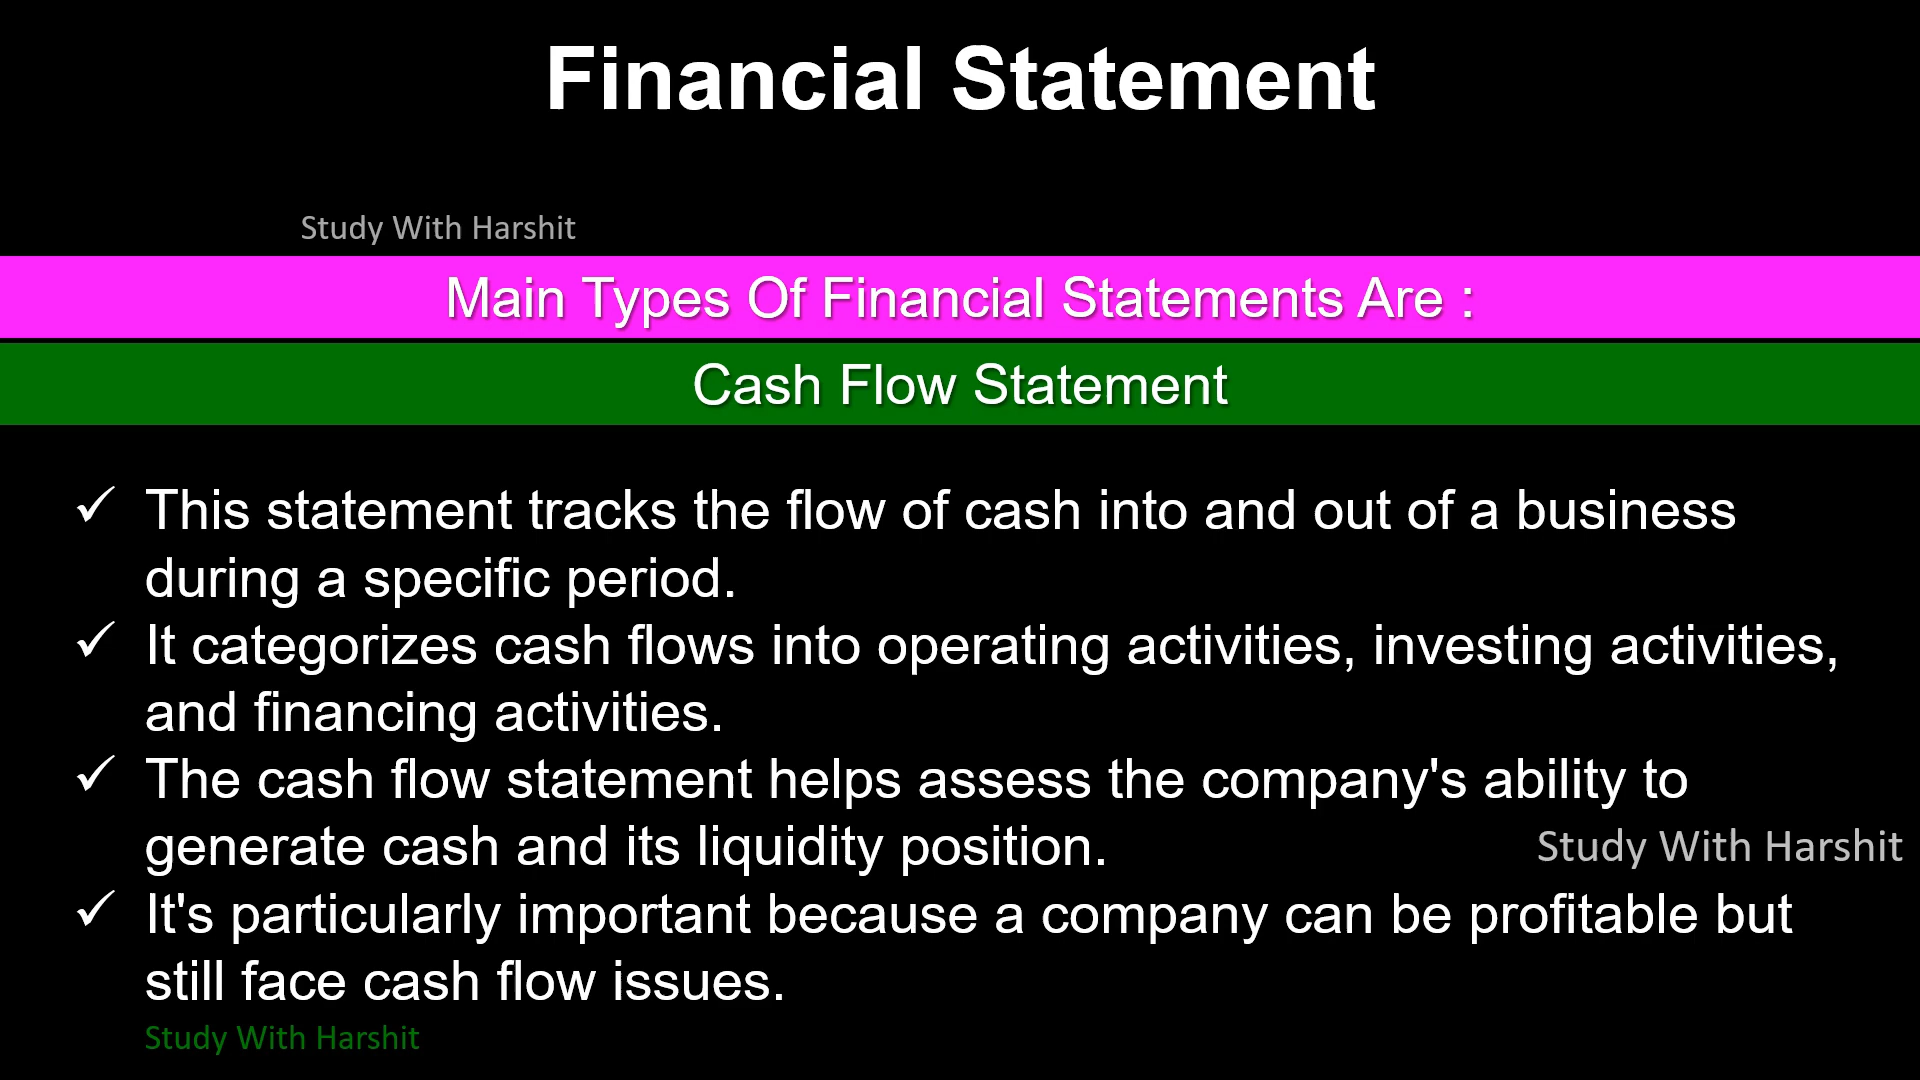 Financial Statement
Study With Harshit
Main Types Of Financial Statements Are :
Cash Flow Statement
✓ This statement tracks the flow of cash into and out of a business
during a specific period.
✓ It categorizes cash flows into operating activities, investing activities,
and financing activities.
✓ The cash flow statement helps assess the company's ability to
generate cash and its liquidity position.
Study With Harshit
✓ It's particularly important because a company can be profitable but
still face cash flow issues.
Study With Harshit